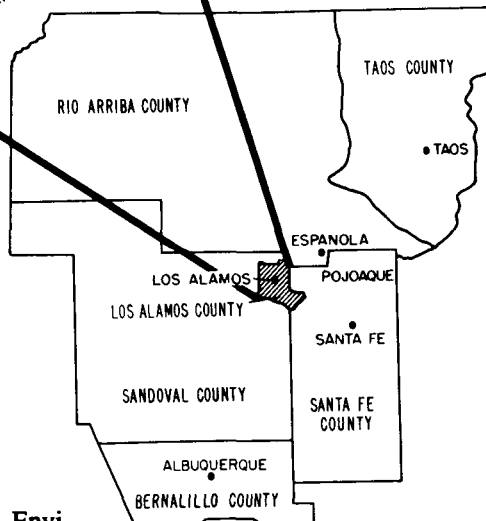 TAOS COUNTY
RIO ARRIBA COUNTY
TAOS
ESPANOLA
LOS ALAMOS
POJOAQUE
LOS ALAMOS COUNTY
SANTA FE
SANDOVAL COUNTY
SANTA FE
COUNTY
ALBUQUERQUE
BERNALILLO COUNTY
Envi